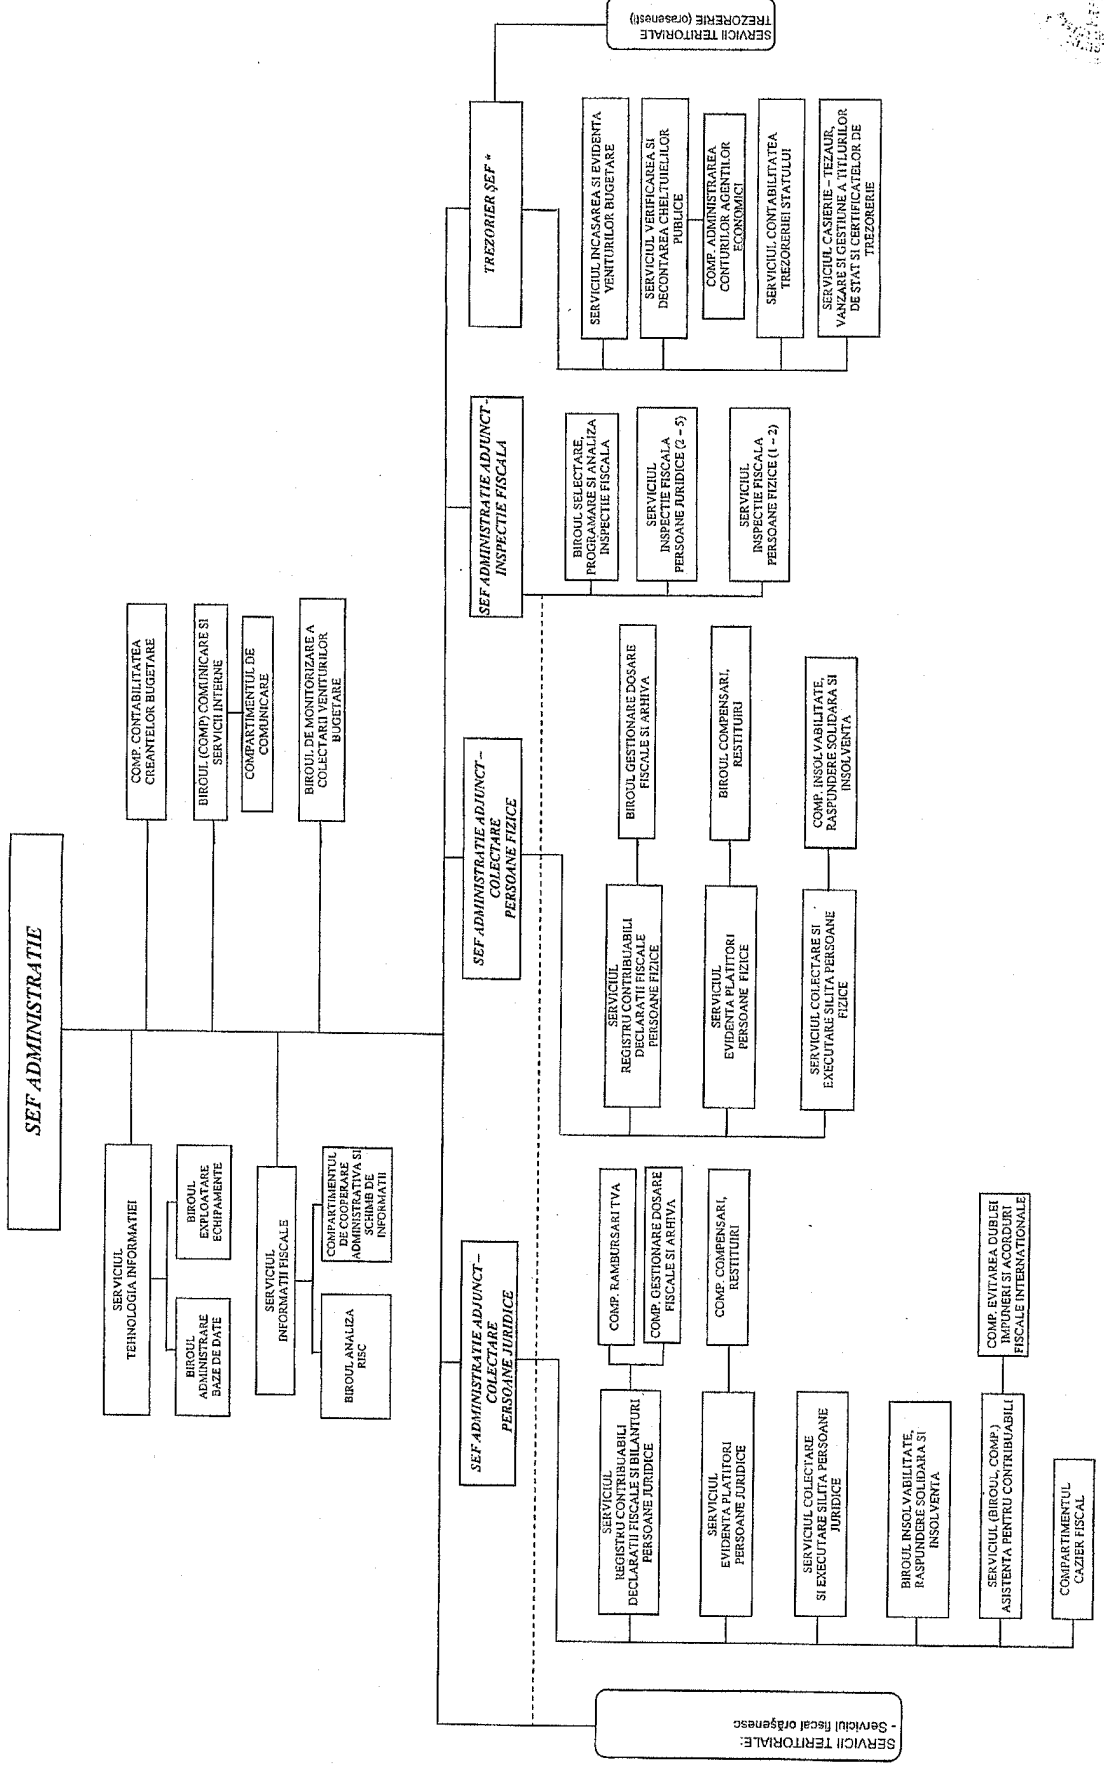 SEF ADMINISTRATIE
SERVICIUL
TEHNOLOGIA INFORMATIEI
BIROUL
ADMINISTRARE
BAZE DE DATE
BIROUL
EXPLOATARE
ECHIPAMENTE
SERVICIUL
INFORMATII FISCALE
BIROUL ANALIZA
RISC
COMPARTIMENTUL
DE COOPERARE
ADMINISTRATIVA SI
SCHIMB DE
INFORMATII
COMP. CONTABILITATEA
CREANTELOR BUGETARE
BIROUL (COMP) COMUNICARE SI
SERVICII INTERNE
COMPARTIMENTUL DE
COMUNICARE
BIROUL DE MONITORIZARE A
COLECTARII VENITURILOR
BUGETARE
SERVICII TERITORIALE:
- Serviciul fiscal orăşenesc
SEF ADMINISTRATIE ADJUNCT–
COLECTARE
PERSOANE JURIDICE
SERVICIUL
REGISTRU CONTRIBUABILI
DECLARATII FISCALE SI BILANTURI
PERSOANE JURIDICE
COMP. RAMBURSARI TVA
COMP. GESTIONARE DOSARE
FISCALE SI ARHIVA
SERVICIUL
EVIDENTA PLATITORI
PERSOANE JURIDICE
COMP. COMPENSARI,
RESTITUIRI
SERVICIUL COLECTARE
SI EXECUTARE SILITA PERSOANE
JURIDICE
BIROUL INSOLVABILITATE,
RASPUNDERE SOLIDARA SI
INSOLVENTA
SERVICIUL (BIROUL, COMP.)
ASISTENTA PENTRU CONTRIBUABILI
COMP. EVITAREA DUBLEI
IMPUNERI SI ACORDURI
FISCALE INTERNATIONALE
COMPARTIMENTUL
CAZIER FISCAL
SEF ADMINISTRATIE ADJUNCT–
COLECTARE
PERSOANE FIZICE
SERVICIUL
REGISTRU CONTRIBUABILI
DECLARATII FISCALE
PERSOANE FIZICE
BIROUL GESTIONARE DOSARE
FISCALE SI ARHIVA
SERVICIUL
EVIDENTA PLATITORI
PERSOANE FIZICE
BIROUL COMPENSARI,
RESTITUIRI
SERVICIUL COLECTARE SI
EXECUTARE SILITA PERSOANE
FIZICE
COMP. INSOLVABILITATE,
RASPUNDERE SOLIDARA SI
INSOLVENTA
SEF ADMINISTRATIE ADJUNCT-
INSPECTIE FISCALA
BIROUL SELECTARE,
PROGRAMARE SI ANALIZA
INSPECTIE FISCALA
SERVICIUL
INSPECTIE FISCALA
PERSOANE JURIDICE (2 – 5)
SERVICIUL
INSPECTIE FISCALA
PERSOANE FIZICE (1 – 2)
TREZORIER ŞEF *
SERVICIUL INCASAREA SI EVIDENTA
VENITURILOR BUGETARE
SERVICIUL VERIFICAREA SI
DECONTAREA CHELTUIELILOR
PUBLICE
COMP. ADMINISTRAREA
CONTURILOR AGENTILOR
ECONOMICI
SERVICIUL CONTABILITATEA
TREZORERIEI STATULUI
SERVICIUL CASIERIE – TEZAUR,
VANZARE SI GESTIUNE A TITLURILOR
DE STAT SI CERTIFICATELOR DE
TREZORERIE
SERVICII TERITORIALE
TREZORERIE (orasenesti)